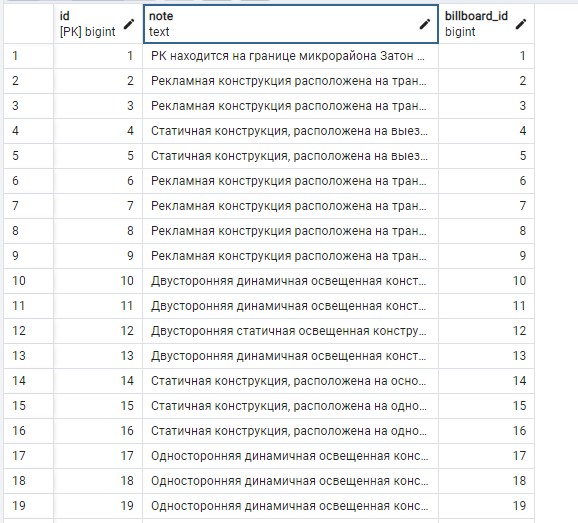 id note billboard_id
[PK] bigint text bigint
1 1 РК находится на границе микрорайона Затон ... 1
2 2 Рекламная конструкция расположена на тран... 2
3 3 Рекламная конструкция расположена на тран... 3
4 4 Статичная конструкция, расположена на выез... 4
5 5 Статичная конструкция, расположена на выез... 5
6 6 Рекламная конструкция расположена на тран... 6
7 7 Рекламная конструкция расположена на тран... 7
8 8 Рекламная конструкция расположена на тран... 8
9 9 Рекламная конструкция расположена на тран... 9
10 10 Двусторонняя динамичная освещенная конст... 10
11 11 Двусторонняя динамичная освещенная конст... 11
12 12 Двусторонняя статичная освещенная констру... 12
13 13 Двусторонняя динамичная освещенная конст... 13
14 14 Статичная конструкция, расположена на осно... 14
15 15 Статичная конструкция, расположена на одно... 15
16 16 Статичная конструкция, расположена на одно... 16
17 17 Односторонняя динамичная освещенная конс... 17
18 18 Односторонняя динамичная освещенная конс... 18
19 19 Односторонняя динамичная освещенная конс... 19